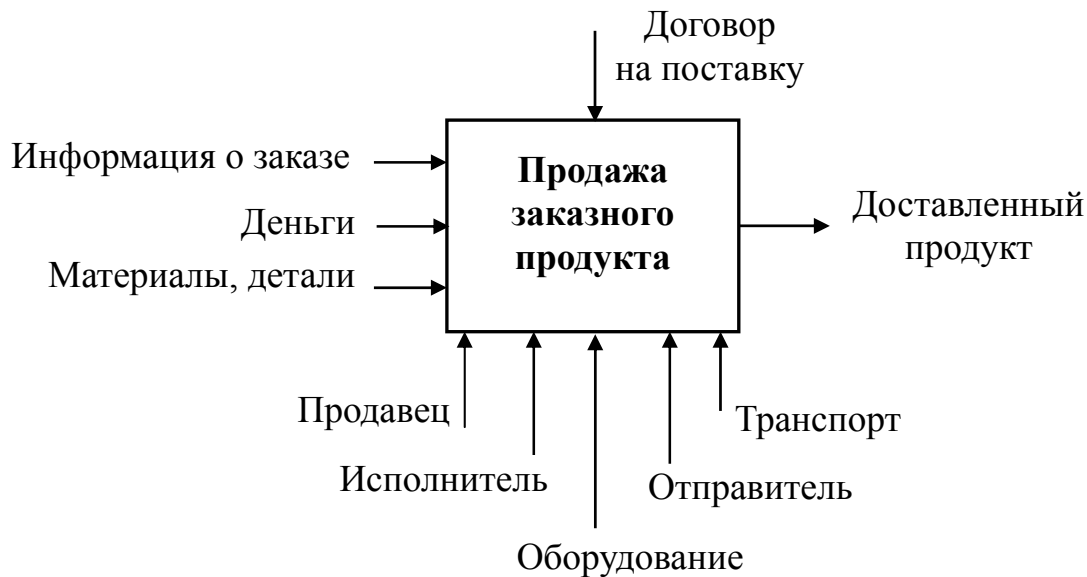 Договор
на поставку
Информация о заказе
Деньги
Материалы, детали
Продажа
заказного
продукта
Доставленный
продукт
Продавец
Транспорт
Исполнитель
Отправитель
Оборудование